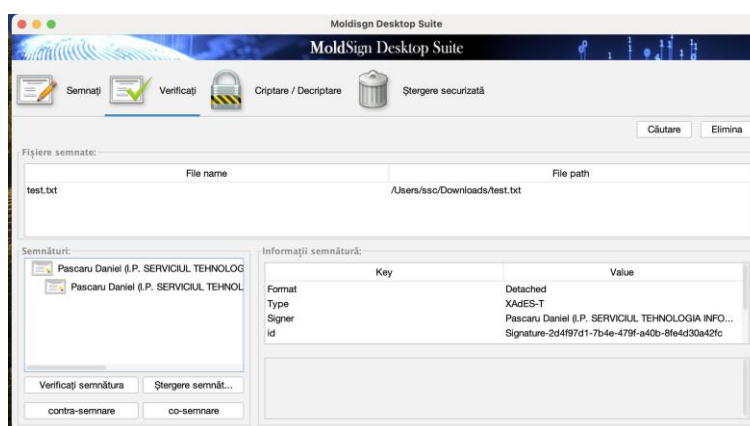 Moldisgn Desktop Suite
MoldSign Desktop Suite
Semnați Verificați Criptare / Decriptare Ștergere securizată
Căutare Elimina
Fișiere semnate:
File name File path
test.txt /Users/ssc/Downloads/test.txt
Semnături:
Pascaru Daniel (I.P. SERVICIUL TEHNOLOG
Pascaru Daniel (I.P. SERVICIUL TEHNOL
Verificați semnătura Ștergere semnăt...
contra-semnare co-semnare
Informații semnătură:
Key Value
Format Detached
Type XAdES-T
Signer Pascaru Daniel (I.P. SERVICIUL TEHNOLOGIA INFO...
id Signature-2d4f97d1-7b4e-479f-a40b-8fe4d30a42fc